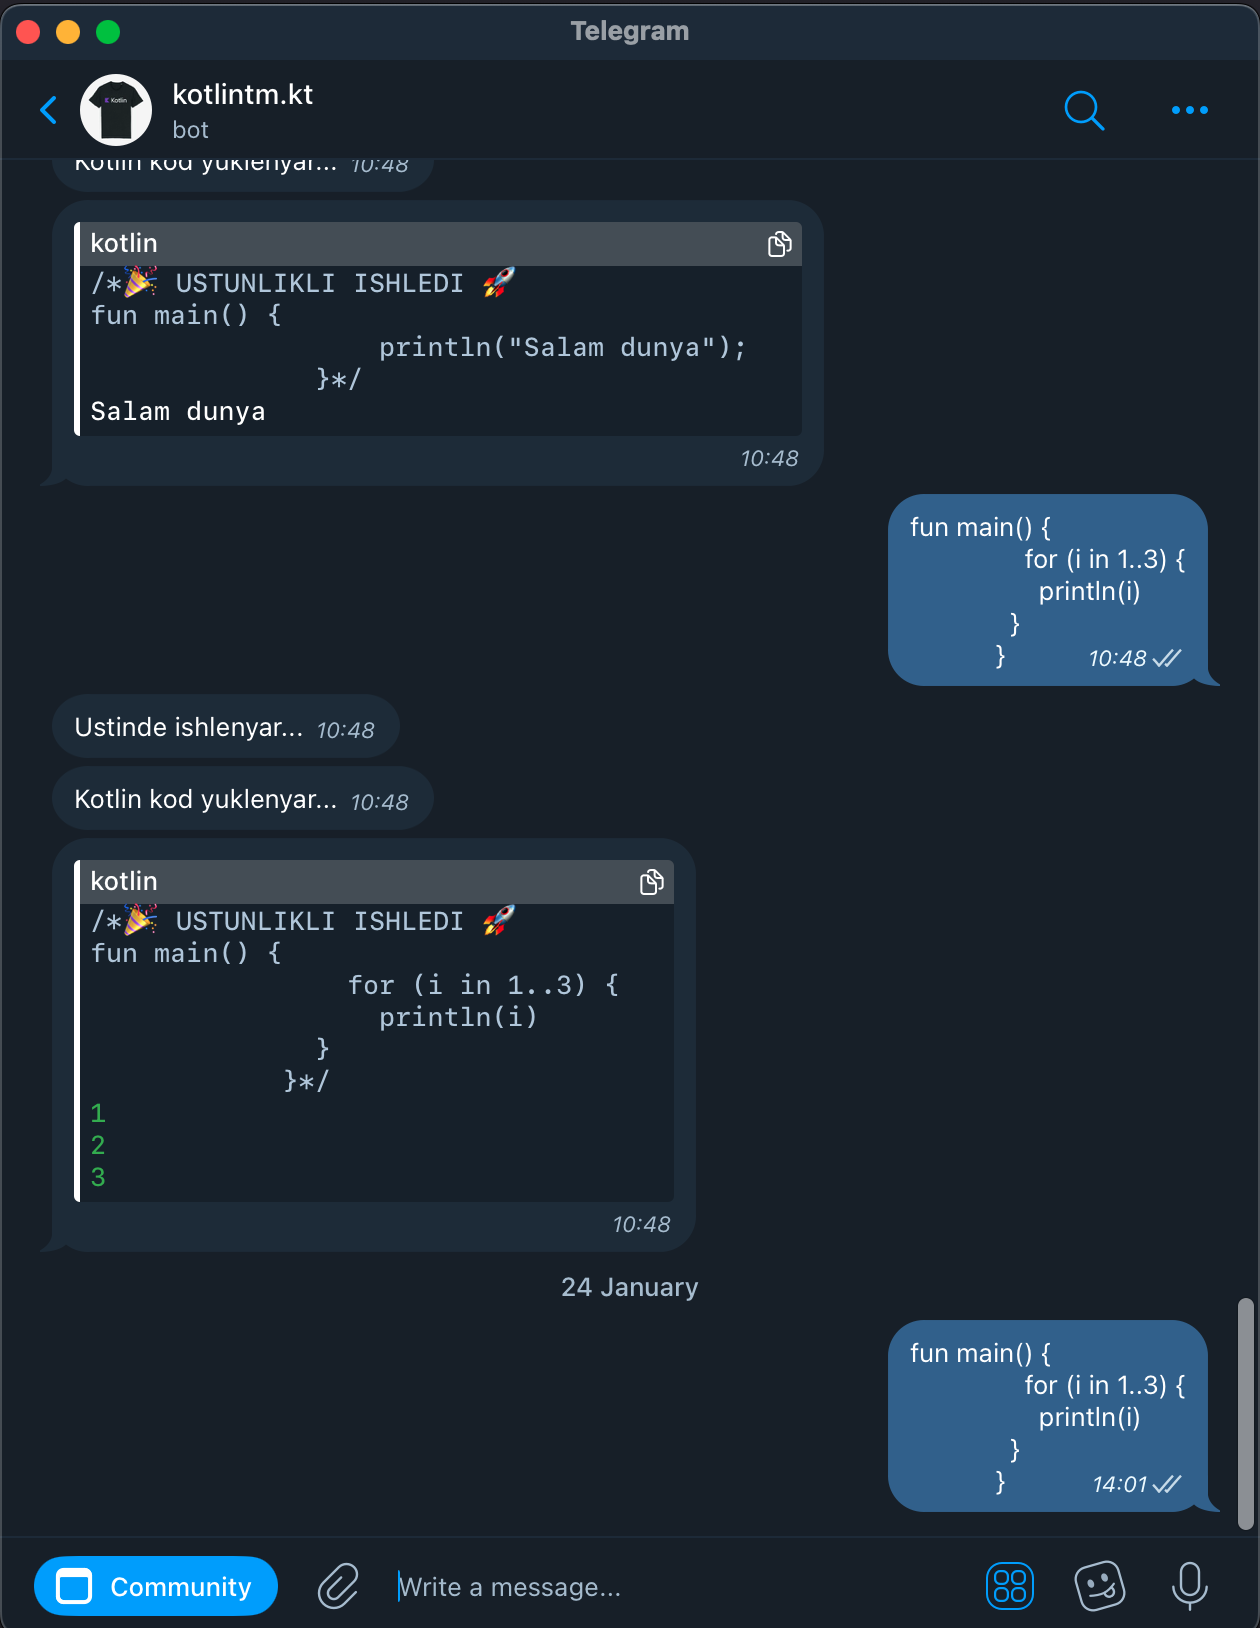 Telegram
kotlintm.kt
bot
Kotlin kod yuklenyar... 10:48
kotlin
/*🎉 USTUNLIKLI ISHLEDI 🚀
fun main() {
println("Salam dunya");
}*/
Salam dunya
10:48
fun main() {
for (i in 1..3) {
println(i)
}
} 10:48
Ustinde ishlenyar... 10:48
Kotlin kod yuklenyar... 10:48
kotlin
/*🎉 USTUNLIKLI ISHLEDI 🚀
fun main() {
for (i in 1..3) {
println(i)
}
}*/
1
2
3
10:48
24 January
fun main() {
for (i in 1..3) {
println(i)
}
} 14:01
Community
Write a message...